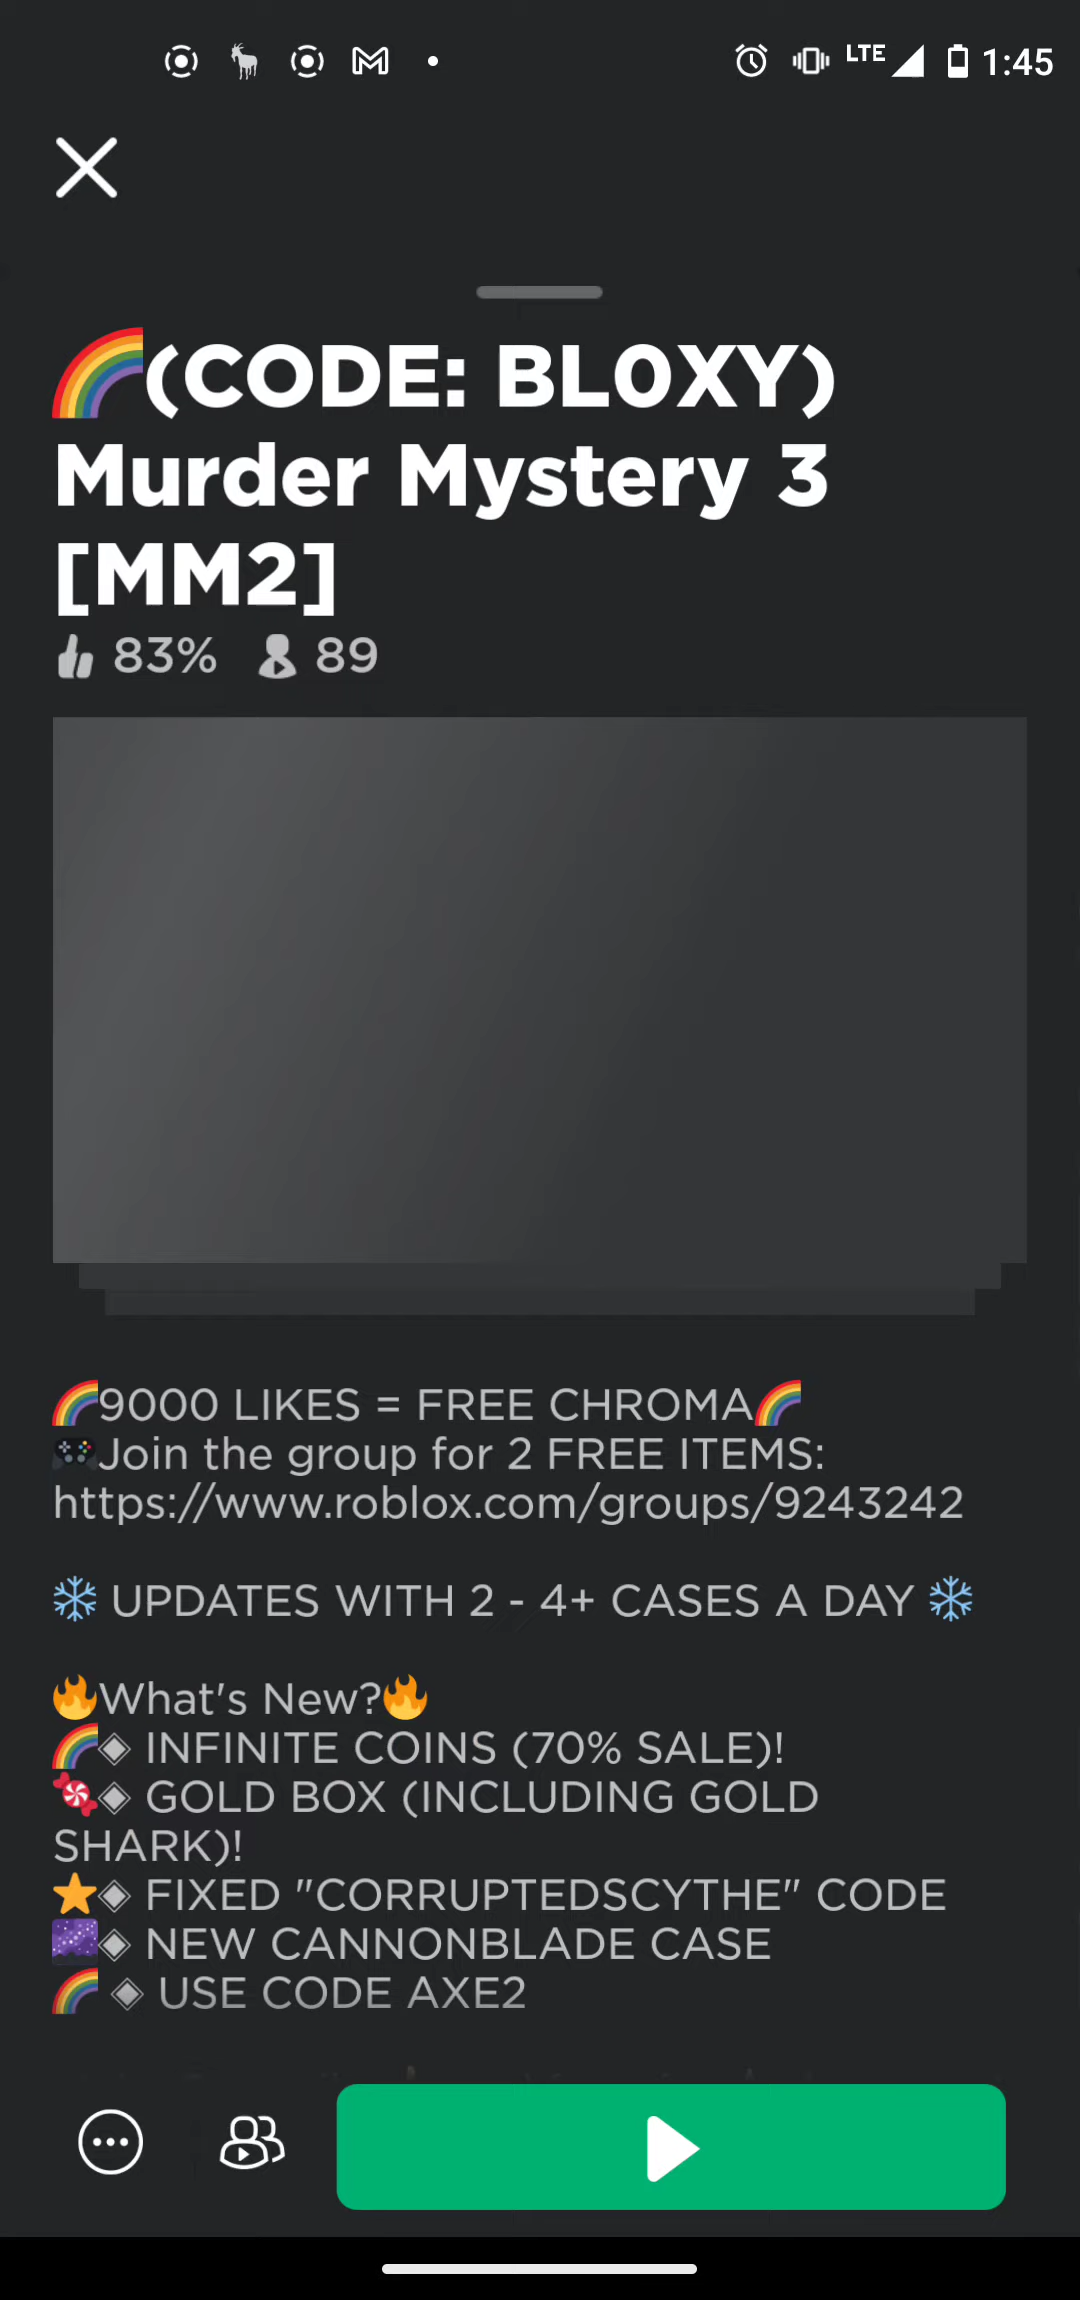 LTE 1:45
🌈(CODE: BL0XY)
Murder Mystery 3
[MM2]
83% 89
🌈9000 LIKES = FREE CHROMA🌈
🎮Join the group for 2 FREE ITEMS:
https://www.roblox.com/groups/9243242
❄️ UPDATES WITH 2 - 4+ CASES A DAY ❄️
🔥What's New?🔥
🌈◈ INFINITE COINS (70% SALE)!
🍬◈ GOLD BOX (INCLUDING GOLD
SHARK)!
⭐◈ FIXED "CORRUPTEDSCYTHE" CODE
🌌◈ NEW CANNONBLADE CASE
🌈 ◈ USE CODE AXE2